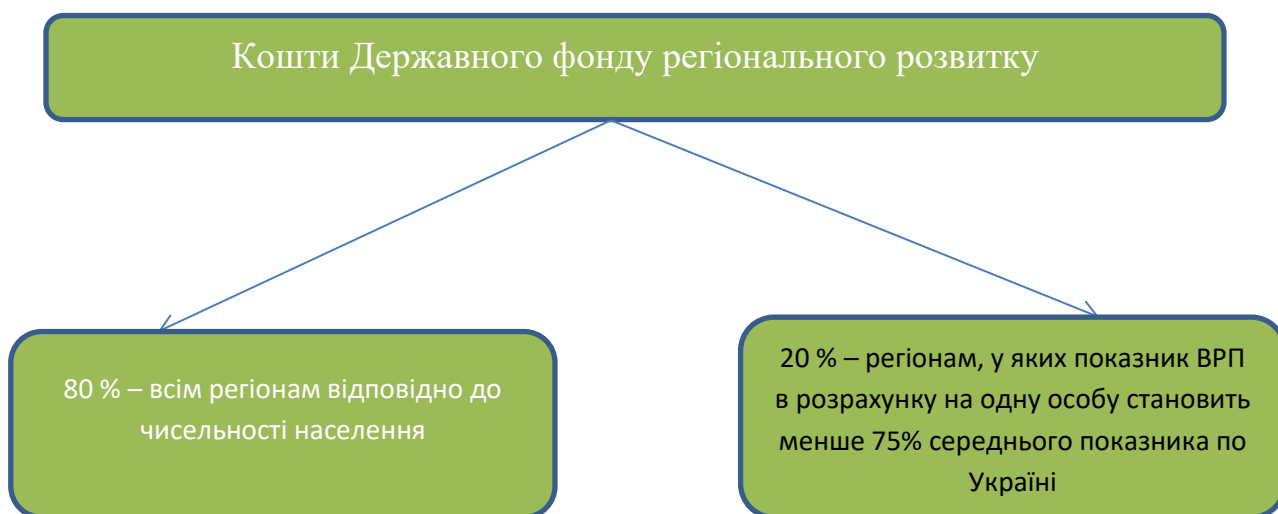 Кошти Державного фонду регіонального розвитку
80 % – всім регіонам відповідно до
чисельності населення
20 % – регіонам, у яких показник ВРП
в розрахунку на одну особу становить
менше 75% середнього показника по
Україні